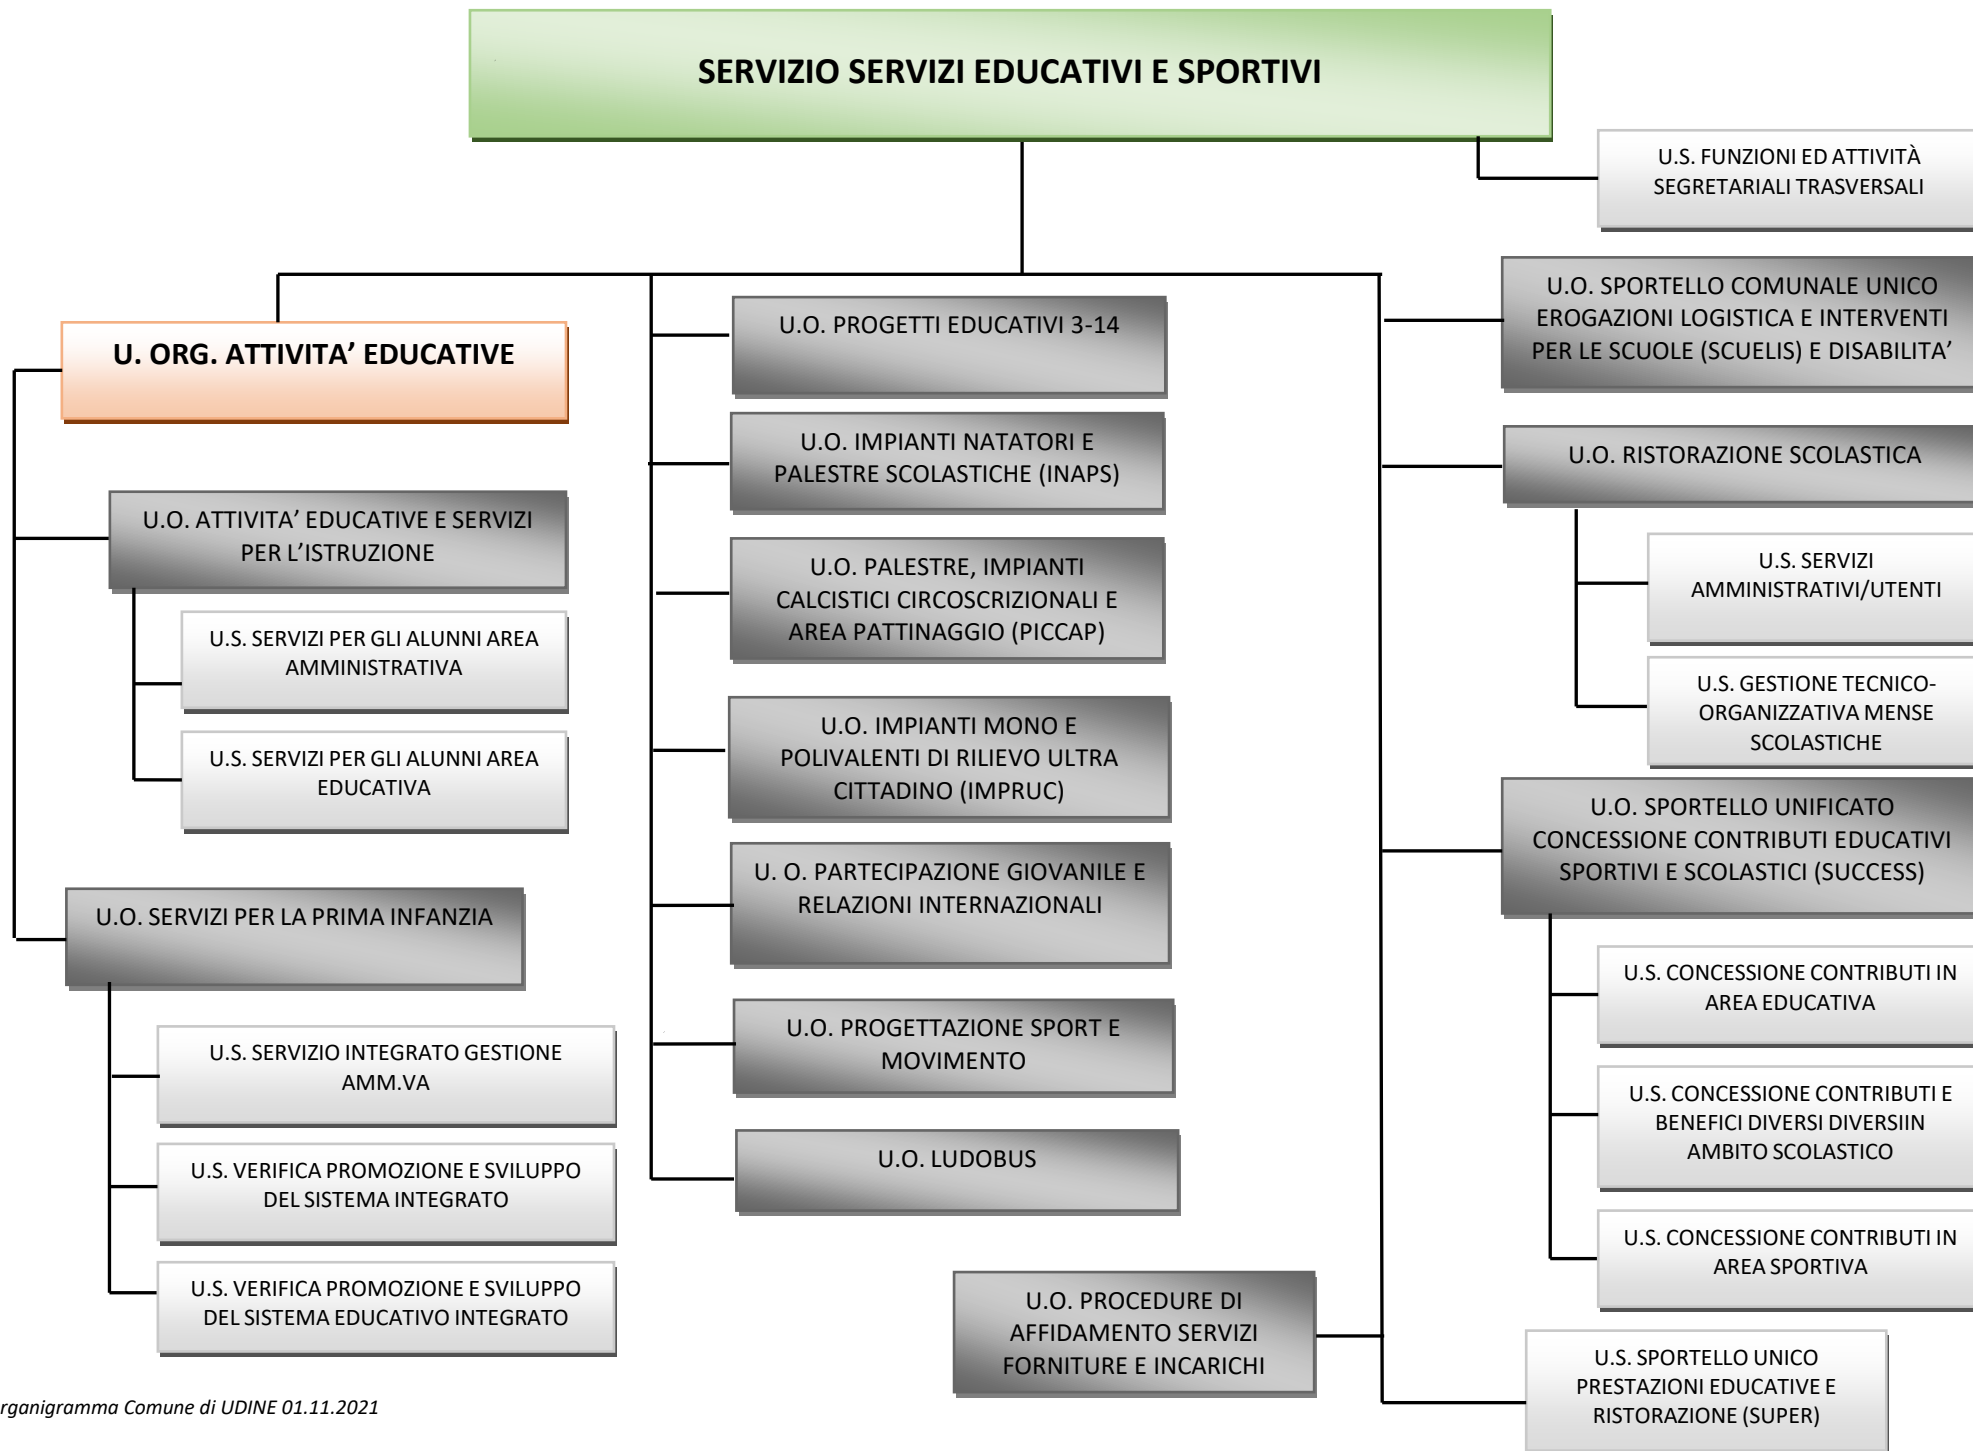 SERVIZIO SERVIZI EDUCATIVI E SPORTIVI
U.S. FUNZIONI ED ATTIVITÀ
SEGRETARIALI TRASVERSALI
U. ORG. ATTIVITA’ EDUCATIVE
U.O. ATTIVITA’ EDUCATIVE E SERVIZI
PER L’ISTRUZIONE
U.S. SERVIZI PER GLI ALUNNI AREA
AMMINISTRATIVA
U.S. SERVIZI PER GLI ALUNNI AREA
EDUCATIVA
U.O. SERVIZI PER LA PRIMA INFANZIA
U.S. SERVIZIO INTEGRATO GESTIONE
AMM.VA
U.S. VERIFICA PROMOZIONE E SVILUPPO
DEL SISTEMA INTEGRATO
U.S. VERIFICA PROMOZIONE E SVILUPPO
DEL SISTEMA EDUCATIVO INTEGRATO
U.O. PROGETTI EDUCATIVI 3-14
U.O. IMPIANTI NATATORI E
PALESTRE SCOLASTICHE (INAPS)
U.O. PALESTRE, IMPIANTI
CALCISTICI CIRCOSCRIZIONALI E
AREA PATTINAGGIO (PICCAP)
U.O. IMPIANTI MONO E
POLIVALENTI DI RILIEVO ULTRA
CITTADINO (IMPRUC)
U. O. PARTECIPAZIONE GIOVANILE E
RELAZIONI INTERNAZIONALI
U.O. PROGETTAZIONE SPORT E
MOVIMENTO
U.O. LUDOBUS
U.O. PROCEDURE DI
AFFIDAMENTO SERVIZI
FORNITURE E INCARICHI
U.O. SPORTELLO COMUNALE UNICO
EROGAZIONI LOGISTICA E INTERVENTI
PER LE SCUOLE (SCUELIS) E DISABILITA’
U.O. RISTORAZIONE SCOLASTICA
U.S. SERVIZI
AMMINISTRATIVI/UTENTI
U.S. GESTIONE TECNICO-
ORGANIZZATIVA MENSE
SCOLASTICHE
U.O. SPORTELLO UNIFICATO
CONCESSIONE CONTRIBUTI EDUCATIVI
SPORTIVI E SCOLASTICI (SUCCESS)
U.S. CONCESSIONE CONTRIBUTI IN
AREA EDUCATIVA
U.S. CONCESSIONE CONTRIBUTI E
BENEFICI DIVERSI DIVERSIIN
AMBITO SCOLASTICO
U.S. CONCESSIONE CONTRIBUTI IN
AREA SPORTIVA
U.S. SPORTELLO UNICO
PRESTAZIONI EDUCATIVE E
RISTORAZIONE (SUPER)
rganigramma Comune di UDINE 01.11.2021